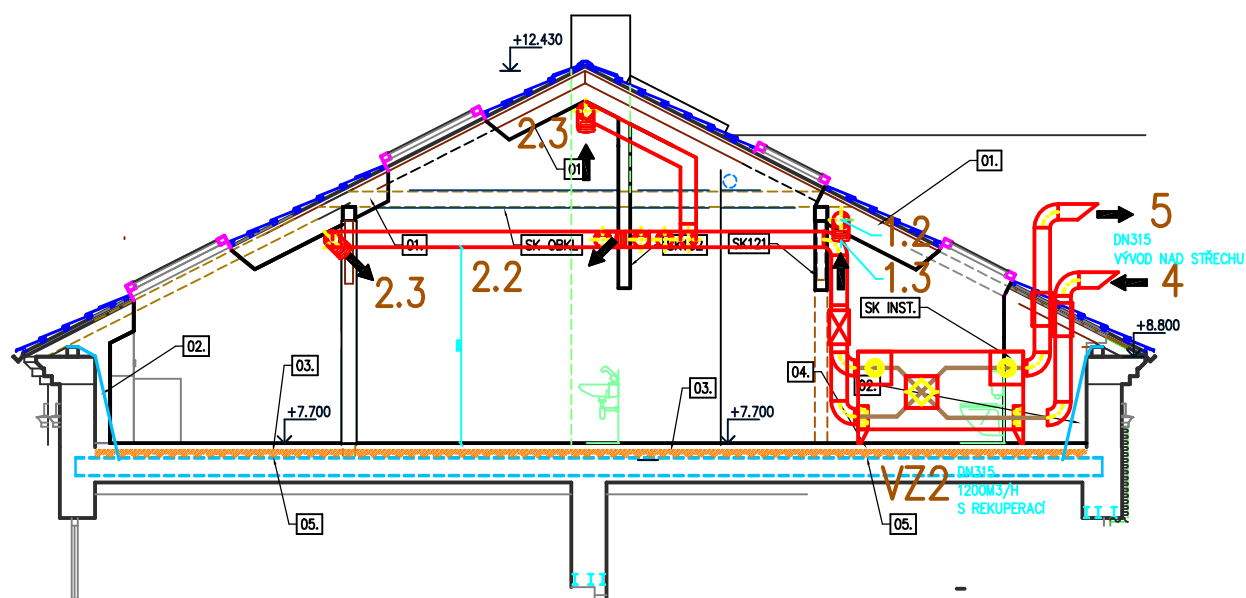 +12.430
2.3
01
01.
5
1.2
DN315
VÝVOD NAD STŘECHU
01.
SK OBKL
SK121
1.3
4
2.3
2.2
SK INST.
+8.800
02.
03.
03.
04.
02.
+7.700
+7.700
VZ2
DN315
1200M3/H
S REKUPERACÍ
05.
05.